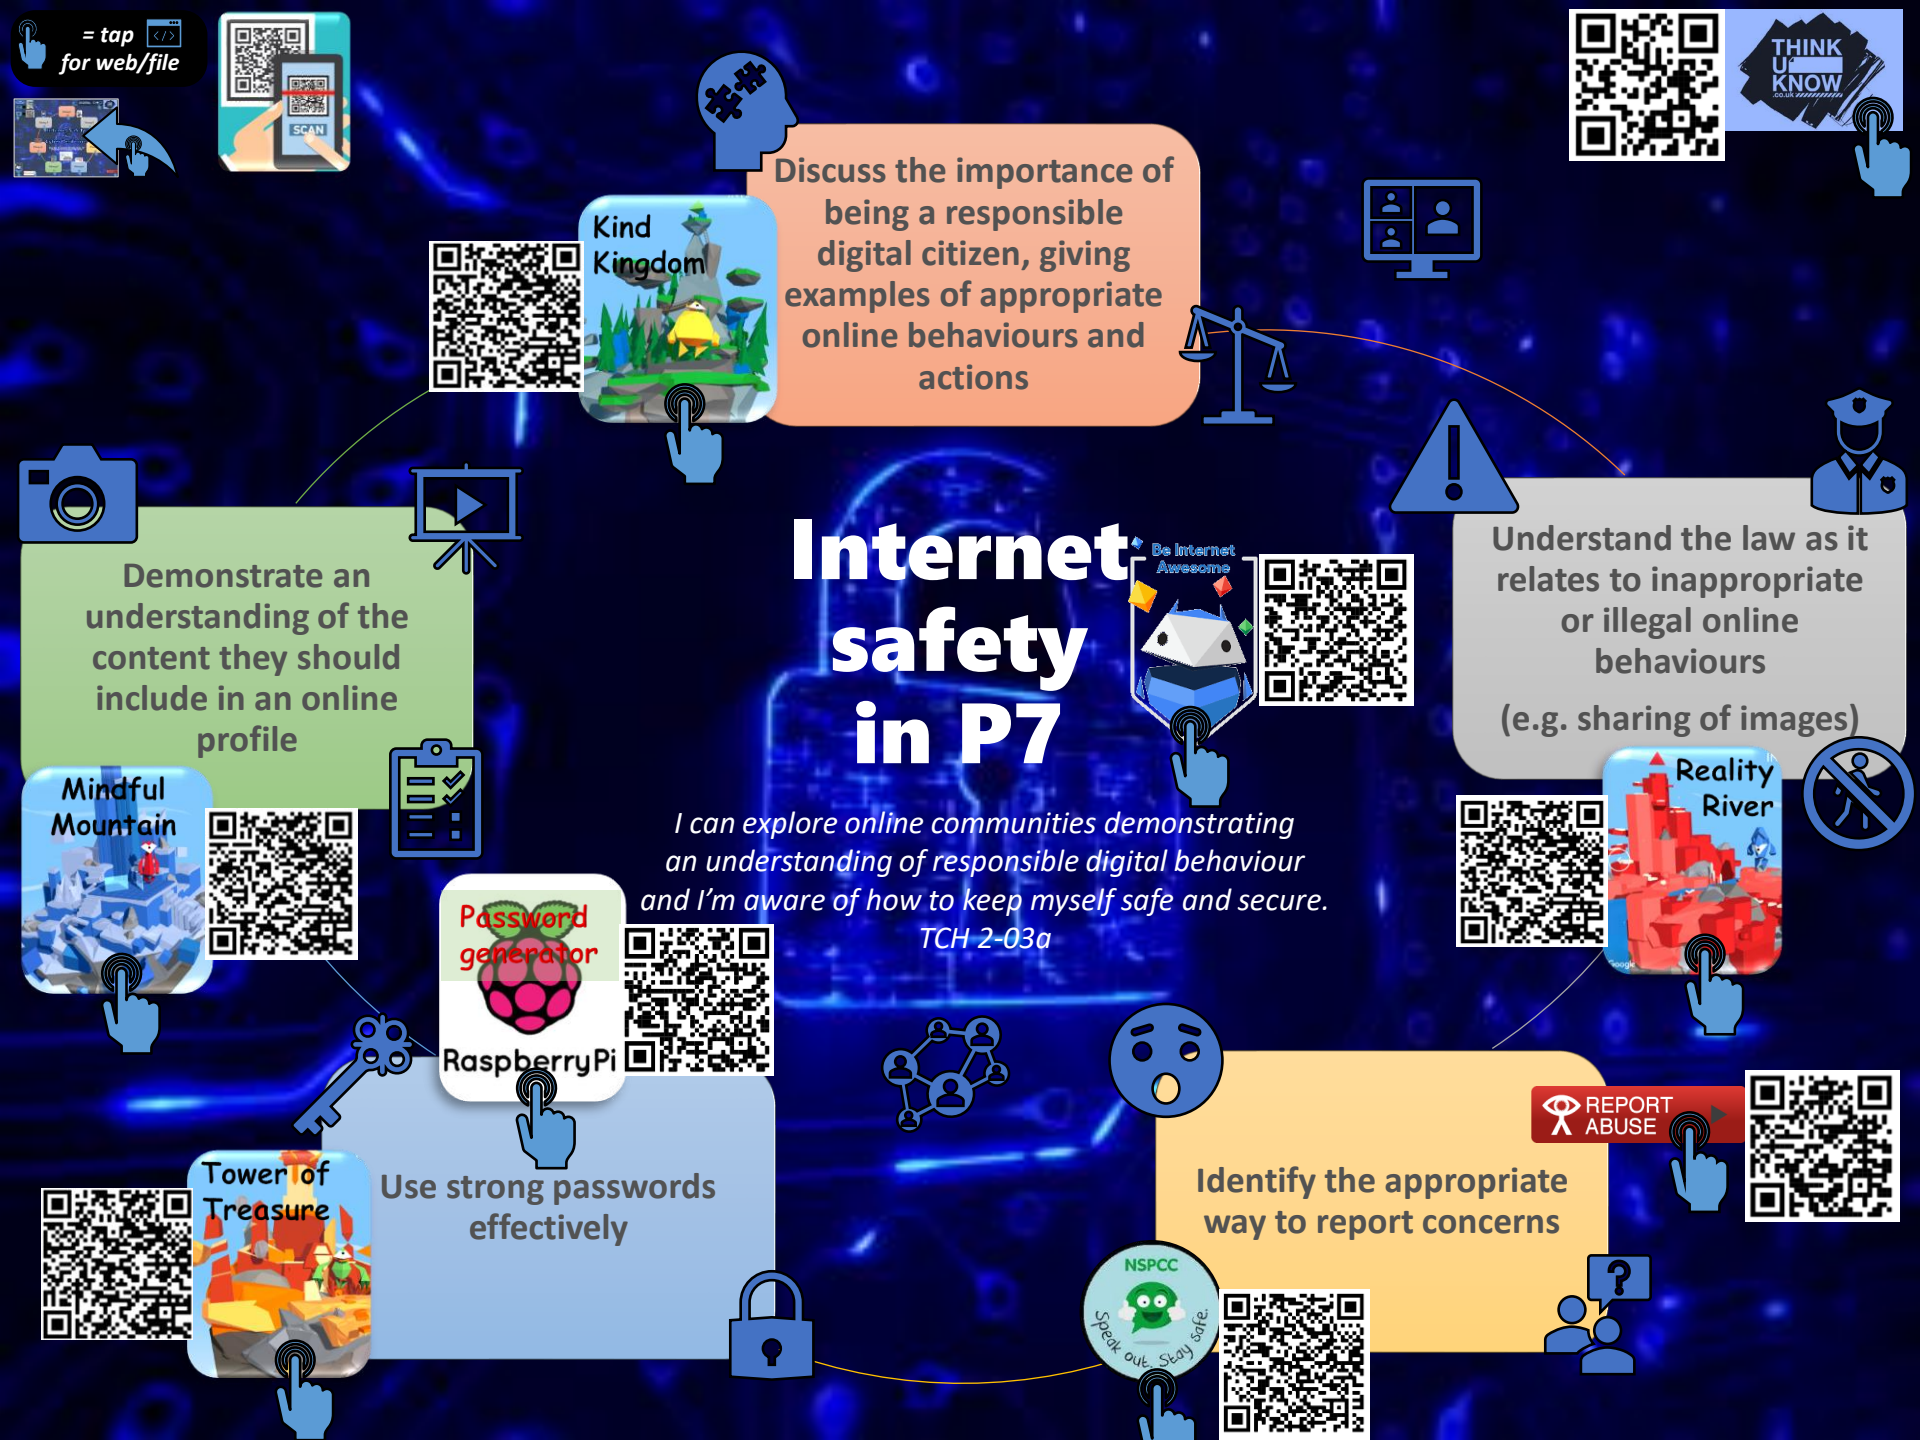 = tap </>
for web/file
SCAN
THINK
U
KNOW
.co.uk
Discuss the importance of
being a responsible
digital citizen, giving
examples of appropriate
online behaviours and
actions
Kind
Kingdom
Demonstrate an
understanding of the
content they should
include in an online
profile
Mindful
Mountain
Internet
safety
in P7
Be Internet
Awesome
I can explore online communities demonstrating
an understanding of responsible digital behaviour
and I'm aware of how to keep myself safe and secure.
TCH 2-03a
Understand the law as it
relates to inappropriate
or illegal online
behaviours
(e.g. sharing of images)
Reality
River
Google
Password
generator
RaspberryPi
Use strong passwords
effectively
Tower of
Treasure
REPORT
ABUSE
Identify the appropriate
way to report concerns
NSPCC
Speak out. Stay safe.
?